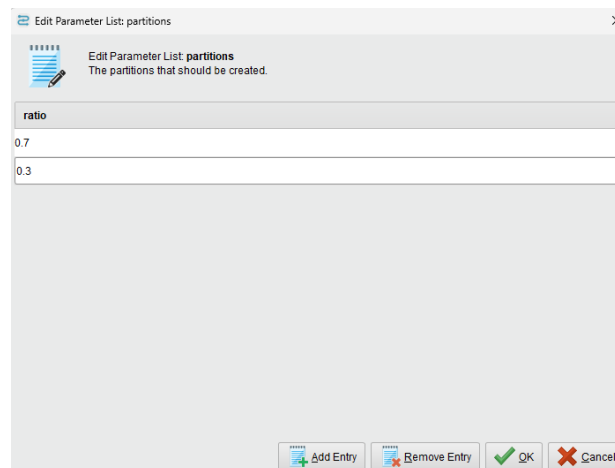 Edit Parameter List: partitions
Edit Parameter List: partitions
The partitions that should be created.
ratio
0.7
0.3
Add Entry Remove Entry OK Cancel